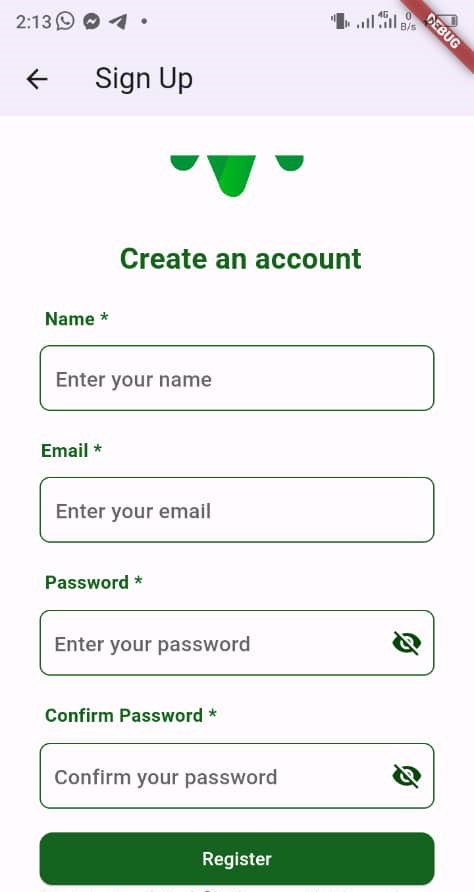 2:13
4G
0
B/s
DEBUG
Sign Up
Create an account
Name *
Enter your name
Email *
Enter your email
Password *
Enter your password
Confirm Password *
Confirm your password
Register